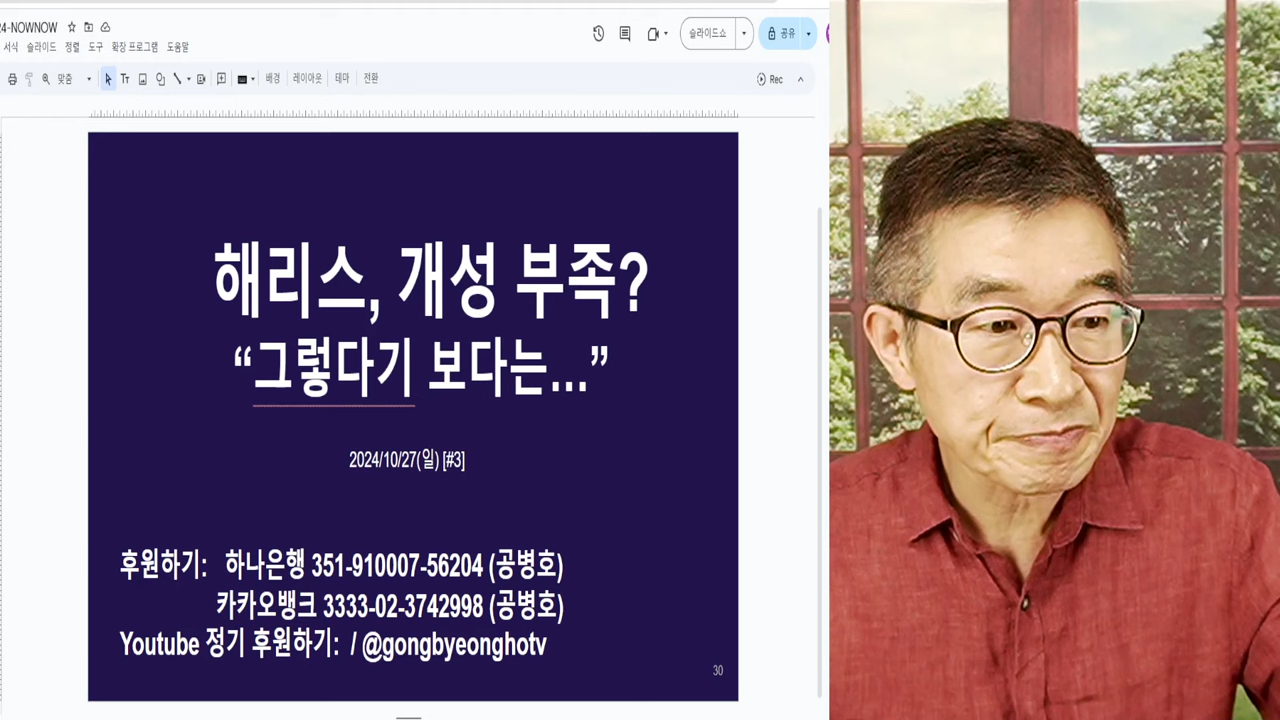 24-NOWNOW
서식 슬라이드 정렬 도구 확장 프로그램 도움말
슬라이드쇼
공유
맞춤
배경 레이아웃 테마 전환
Rec
해리스, 개성 부족?
“그렇다기 보다는...”
2024/10/27(일) [#3]
후원하기: 하나은행 351-910007-56204 (공병호)
카카오뱅크 3333-02-3742998 (공병호)
Youtube 정기 후원하기: / @gongbyeonghotv
30